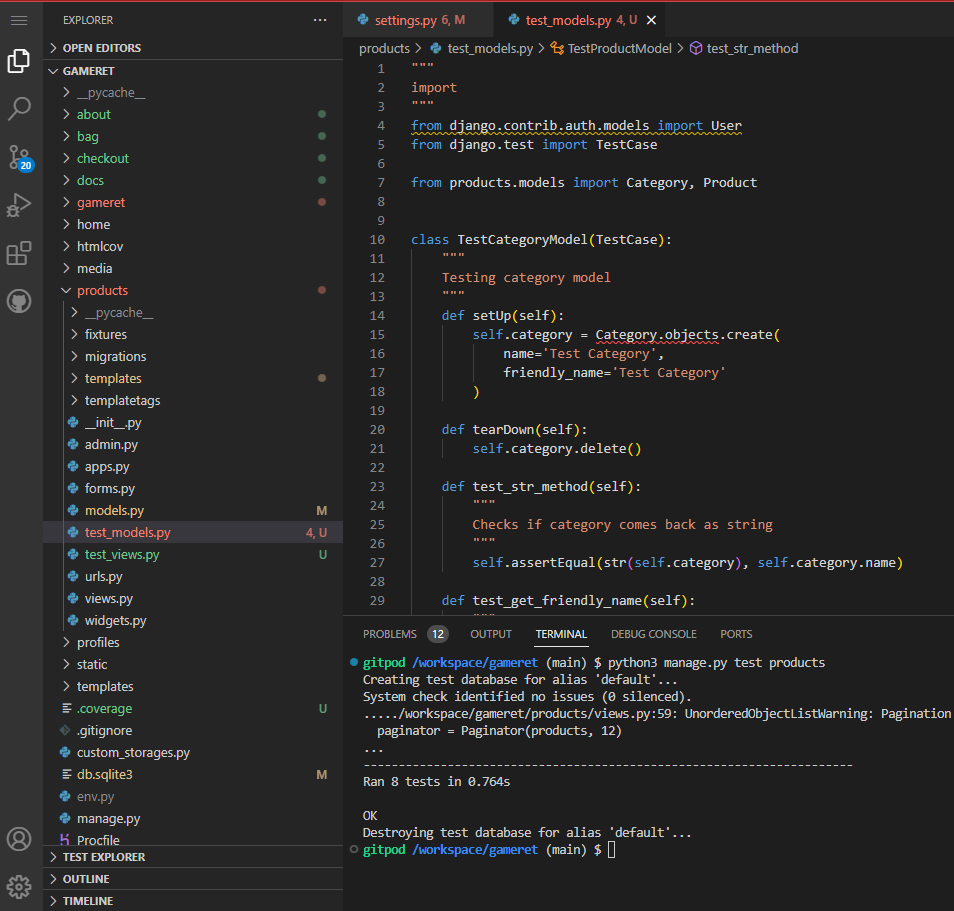 EXPLORER
OPEN EDITORS
GAMERET
__pycache__
about
bag
checkout
docs
gameret
home
htmlcov
media
products
__pycache__
fixtures
migrations
templates
templatetags
__init__.py
admin.py
apps.py
forms.py
models.py M
test_models.py 4, U
test_views.py U
urls.py
views.py
widgets.py
profiles
static
templates
.coverage U
.gitignore
custom_storages.py
db.sqlite3 M
env.py
manage.py
Procfile
TEST EXPLORER
OUTLINE
TIMELINE
20
settings.py 6, M
test_models.py 4, U
products > test_models.py > TestProductModel > test_str_method
1 """
2 import
3 """
4 from django.contrib.auth.models import User
5 from django.test import TestCase
6
7 from products.models import Category, Product
8
9
10 class TestCategoryModel(TestCase):
11 """
12 Testing category model
13 """
14 def setUp(self):
15 self.category = Category.objects.create(
16 name='Test Category',
17 friendly_name='Test Category'
18 )
19
20 def tearDown(self):
21 self.category.delete()
22
23 def test_str_method(self):
24 """
25 Checks if category comes back as string
26 """
27 self.assertEqual(str(self.category), self.category.name)
28
29 def test_get_friendly_name(self):
PROBLEMS 12 OUTPUT TERMINAL DEBUG CONSOLE PORTS
gitpod /workspace/gameret (main) $ python3 manage.py test products
Creating test database for alias 'default'...
System check identified no issues (0 silenced).
...../workspace/gameret/products/views.py:59: UnorderedObjectListWarning: Pagination
paginator = Paginator(products, 12)
...
----------------------------------------------------------------------
Ran 8 tests in 0.764s
OK
Destroying test database for alias 'default'...
gitpod /workspace/gameret (main) $